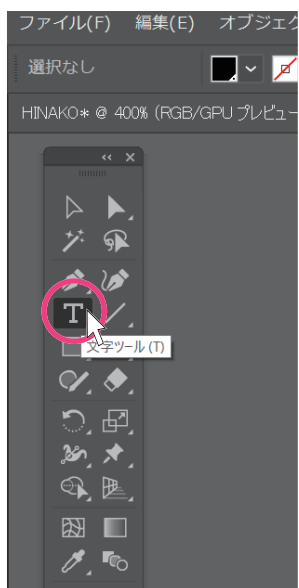 ファイル(F) 編集(E) オブジェク
選択なし
HINAKO* @ 400% (RGB/GPU プレビュー
T
文字ツール (T)